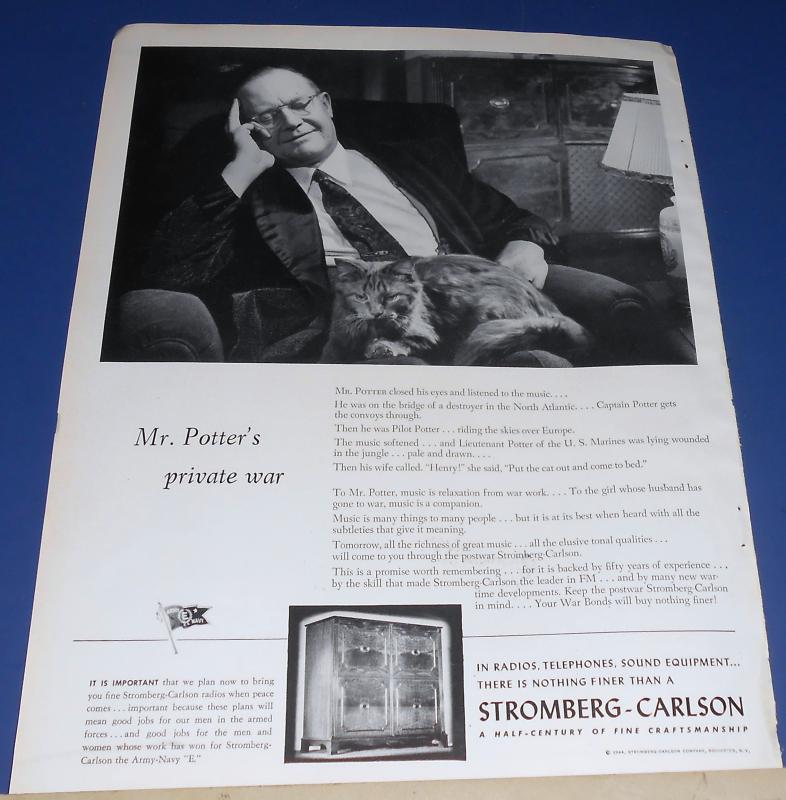 Mr. Potter's
private war
MR. POTTER closed his eyes and listened to the music. . . .
He was on the bridge of a destroyer in the North Atlantic. . . . Captain Potter gets
the convoys through.
Then he was Pilot Potter . . . riding the skies over Europe.
The music softened . . . and Lieutenant Potter of the U. S. Marines was lying wounded
in the jungle . . . pale and drawn. . . .
Then his wife called. "Henry!" she said, "Put the cat out and come to bed."
To Mr. Potter, music is relaxation from war work. . . . To the girl whose husband has
gone to war, music is a companion.
Music is many things to many people . . . but it is at its best when heard with all the
subtleties that give it meaning.
Tomorrow, all the richness of great music . . . all the elusive tonal qualities . . .
will come to you through the postwar Stromberg-Carlson.
This is a promise worth remembering . . . for it is backed by fifty years of experience . . .
by the skill that made Stromberg-Carlson the leader in FM . . . and by many new war-
time developments. Keep the postwar Stromberg-Carlson
in mind. . . . Your War Bonds will buy nothing finer!
E
NAVY
IT IS IMPORTANT that we plan now to bring
you fine Stromberg-Carlson radios when peace
comes . . . important because these plans will
mean good jobs for our men in the armed
forces . . . and good jobs for the men and
women whose work has won for Stromberg-
Carlson the Army-Navy "E."
IN RADIOS, TELEPHONES, SOUND EQUIPMENT...
THERE IS NOTHING FINER THAN A
STROMBERG-CARLSON
A HALF-CENTURY OF FINE CRAFTSMANSHIP
© 1944, STROMBERG-CARLSON COMPANY, ROCHESTER, N. Y.